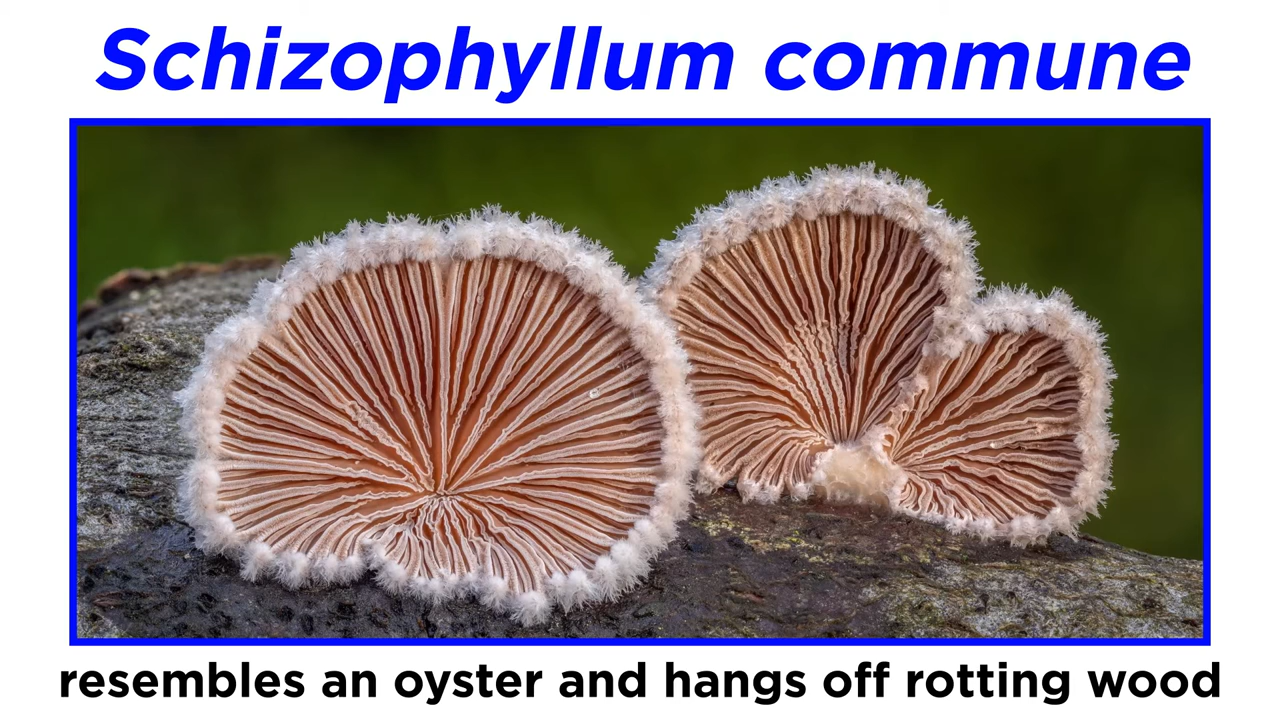 Schizophyllum commune
resembles an oyster and hangs off rotting wood